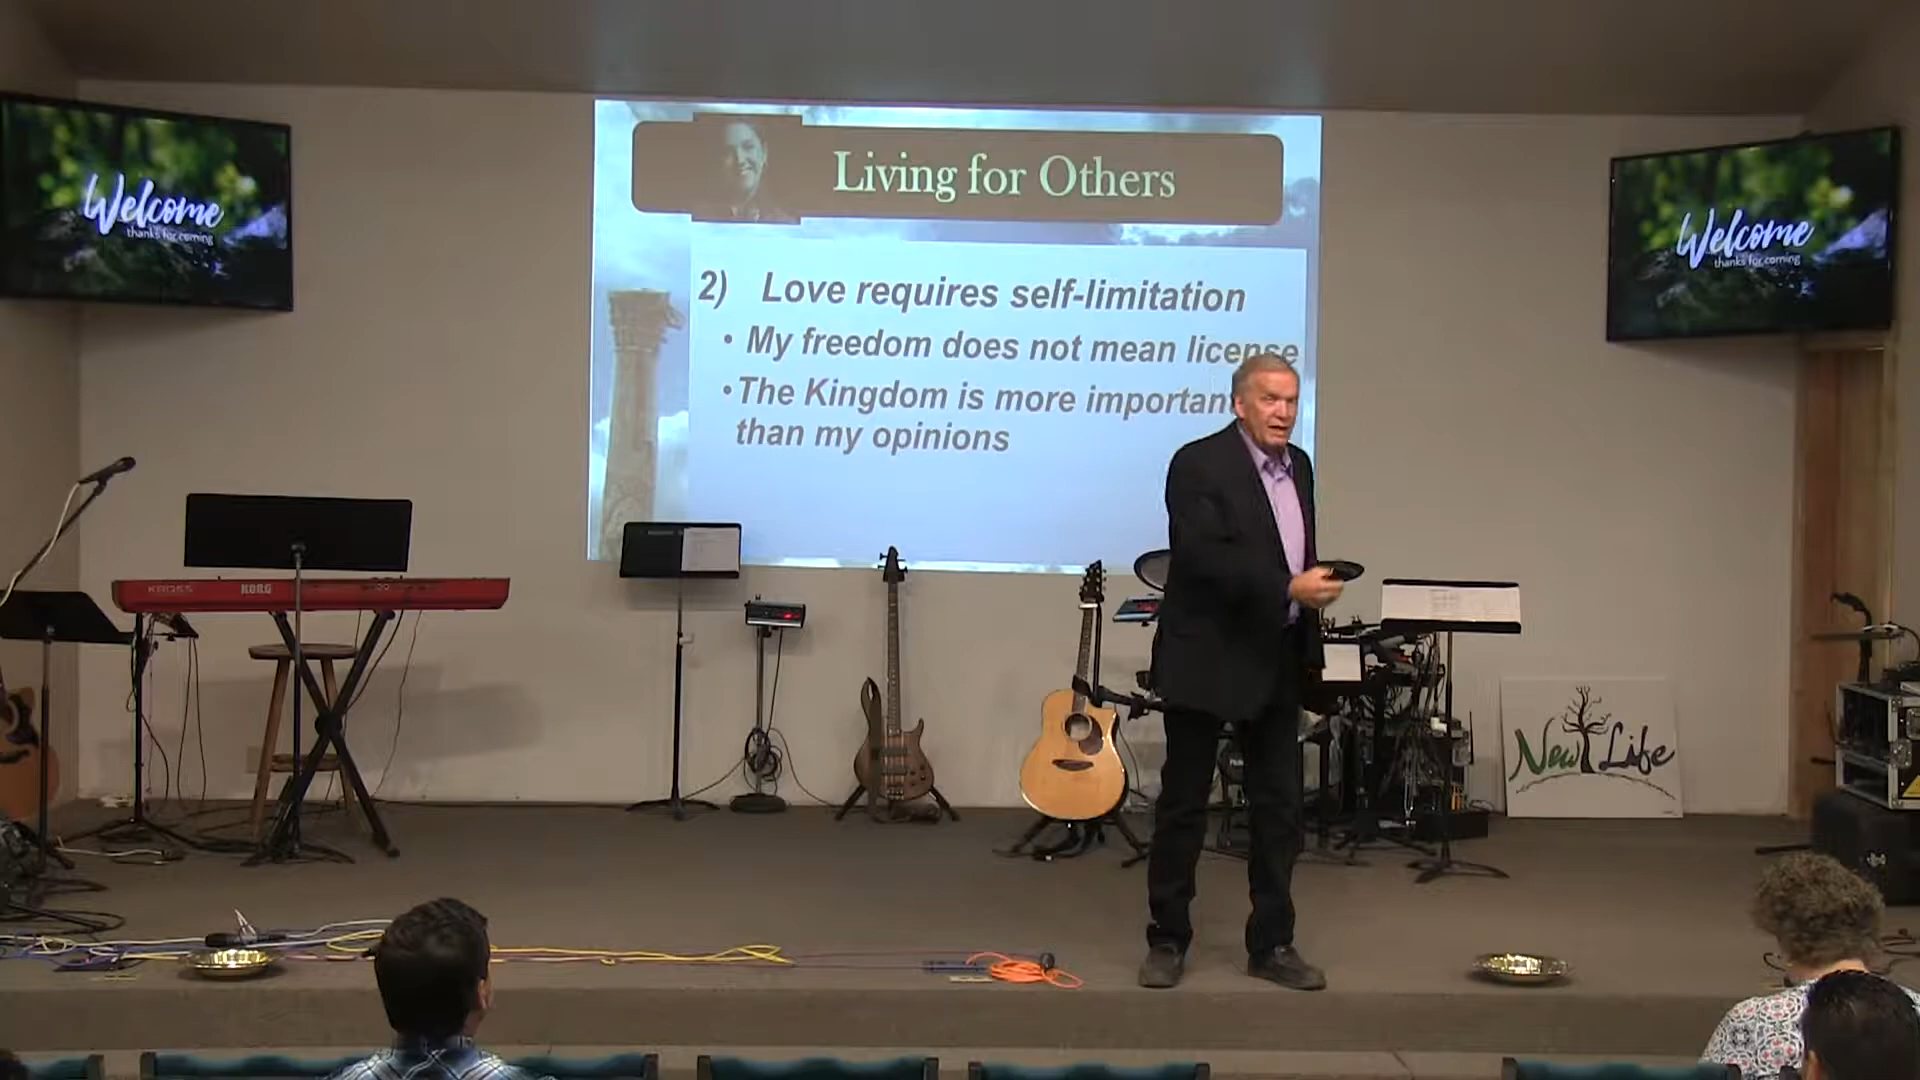 Welcome
thanks for coming
Living for Others
2) Love requires self-limitation
• My freedom does not mean license
• The Kingdom is more important
than my opinions
Welcome
thanks for coming
KROSS KORG
New Life